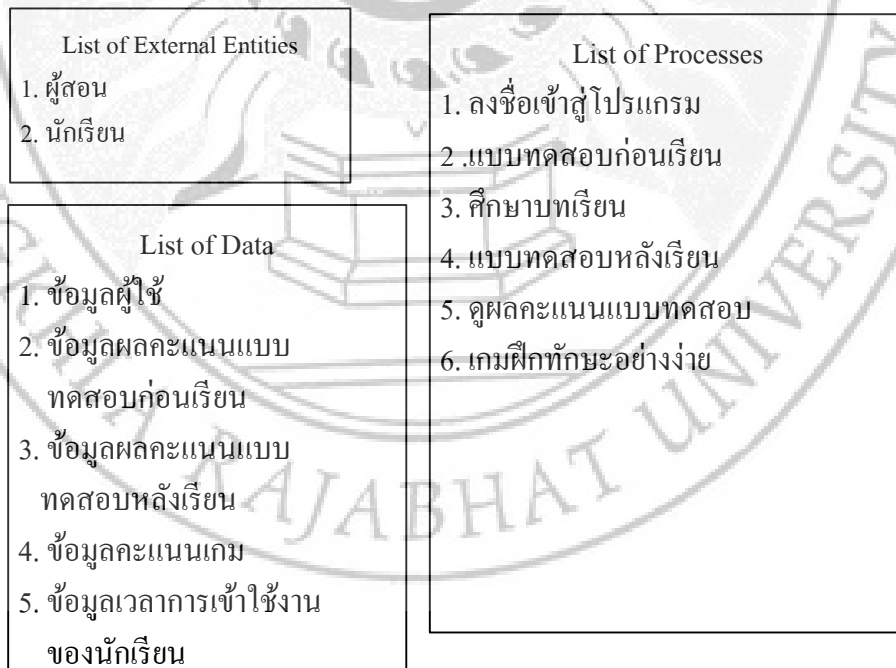 List of External Entities
1. ผู้สอน
2. นักเรียน
List of Data
1. ข้อมูลผู้ใช้
2. ข้อมูลผลคะแนนแบบ
ทดสอบก่อนเรียน
3. ข้อมูลผลคะแนนแบบ
ทดสอบหลังเรียน
4. ข้อมูลคะแนนเกม
5. ข้อมูลเวลาการเข้าใช้งาน
ของนักเรียน
List of Processes
1. ลงชื่อเข้าสู่โปรแกรม
2 .แบบทดสอบก่อนเรียน
3. ศึกษาบทเรียน
4. แบบทดสอบหลังเรียน
5. ดูผลคะแนนแบบทดสอบ
6. เกมฝึกทักษะอย่างง่าย
RAJABHAT UNIVERSITY